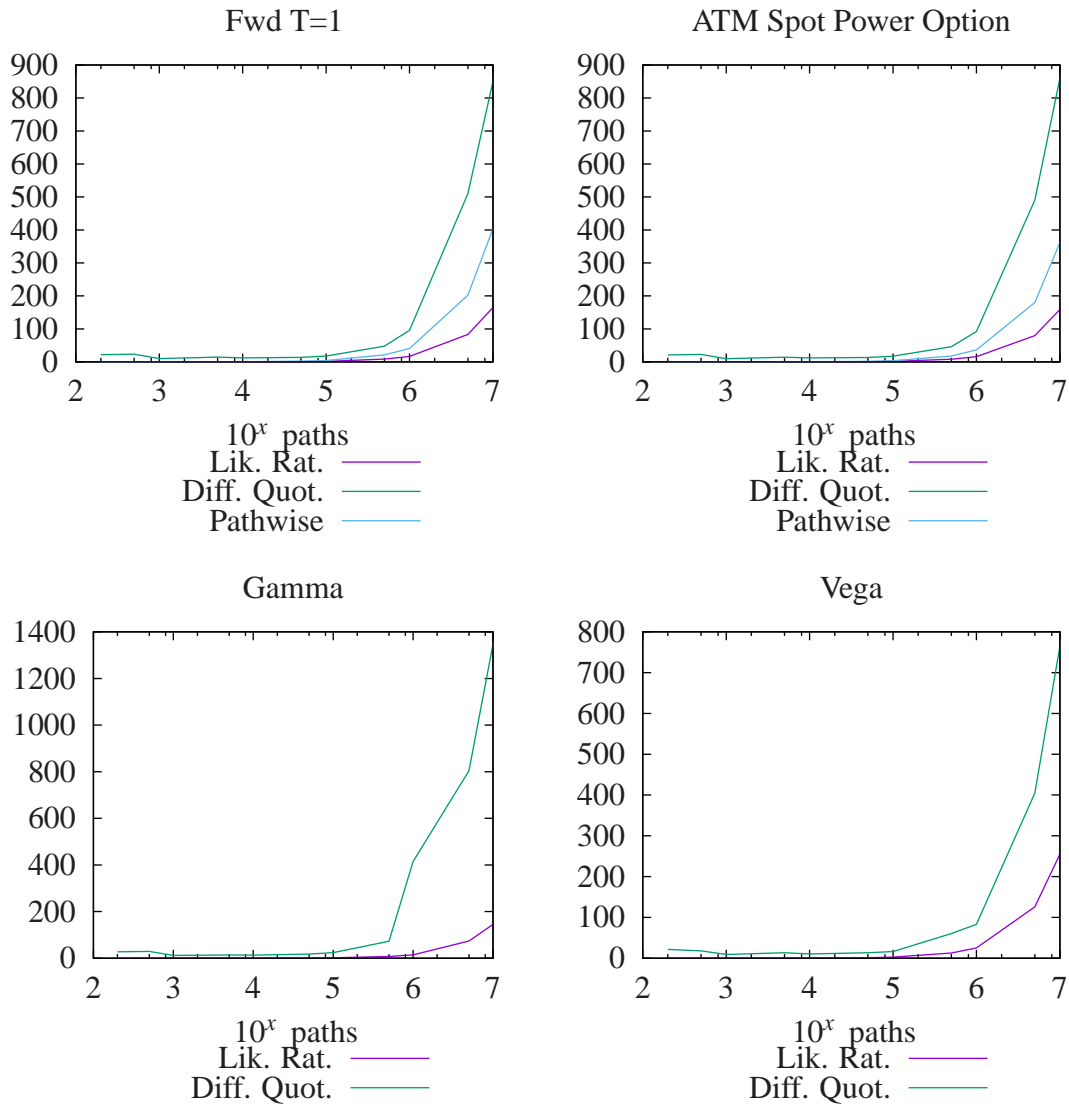 Fwd T=1
900
800
700
600
500
400
300
200
100
0
2 3 4 5 6 7
10^x paths
Lik. Rat.
Diff. Quot.
Pathwise
ATM Spot Power Option
900
800
700
600
500
400
300
200
100
0
2 3 4 5 6 7
10^x paths
Lik. Rat.
Diff. Quot.
Pathwise
Gamma
1400
1200
1000
800
600
400
200
0
2 3 4 5 6 7
10^x paths
Lik. Rat.
Diff. Quot.
Vega
800
700
600
500
400
300
200
100
0
2 3 4 5 6 7
10^x paths
Lik. Rat.
Diff. Quot.